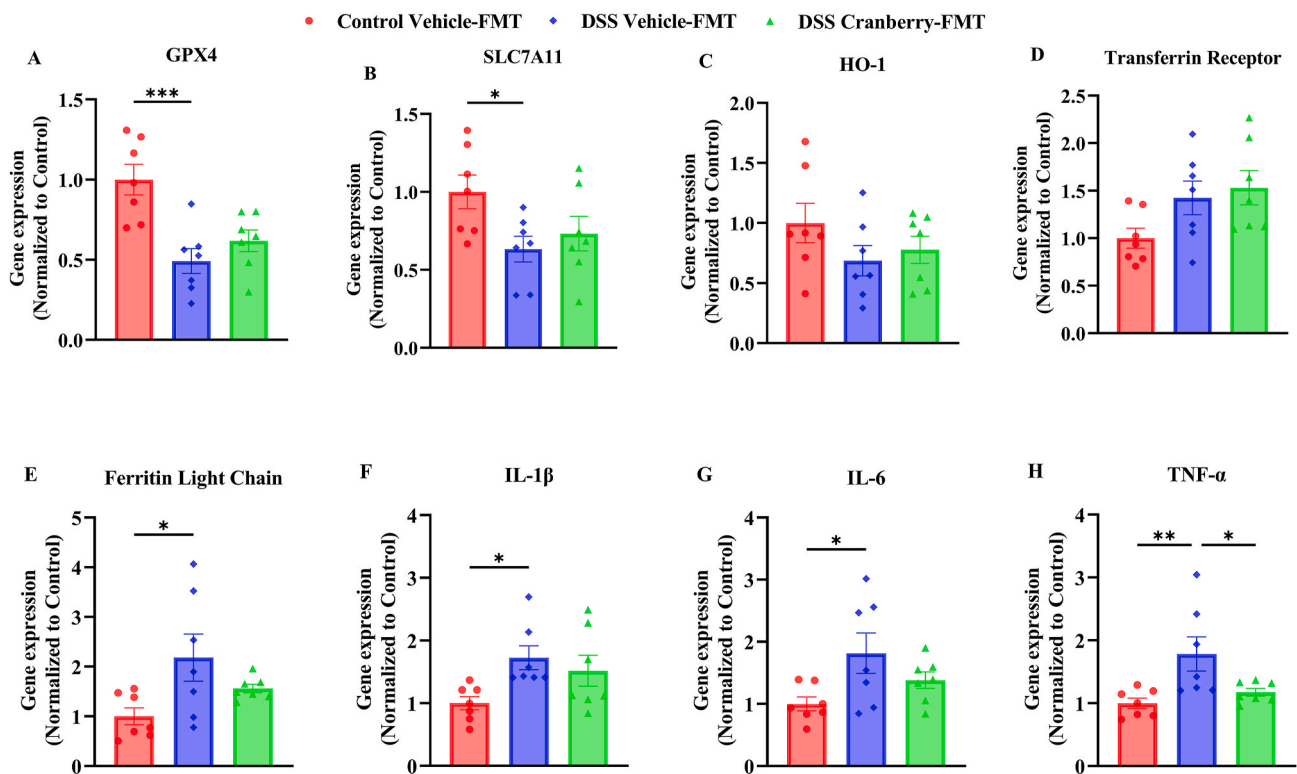 Control Vehicle-FMT DSS Vehicle-FMT DSS Cranberry-FMT
A GPX4
Gene expression
(Normalized to Control)
***
1.5
1.0
0.5
0.0
B SLC7A11
Gene expression
(Normalized to Control)
*
1.5
1.0
0.5
0.0
C HO-1
Gene expression
(Normalized to Control)
2.0
1.5
1.0
0.5
0.0
D Transferrin Receptor
Gene expression
(Normalized to Control)
2.5
2.0
1.5
1.0
0.5
0.0
E Ferritin Light Chain
Gene expression
(Normalized to Control)
*
5
4
3
2
1
0
F IL-1β
Gene expression
(Normalized to Control)
*
4
3
2
1
0
G IL-6
Gene expression
(Normalized to Control)
*
4
3
2
1
0
H TNF-α
Gene expression
(Normalized to Control)
** *
4
3
2
1
0